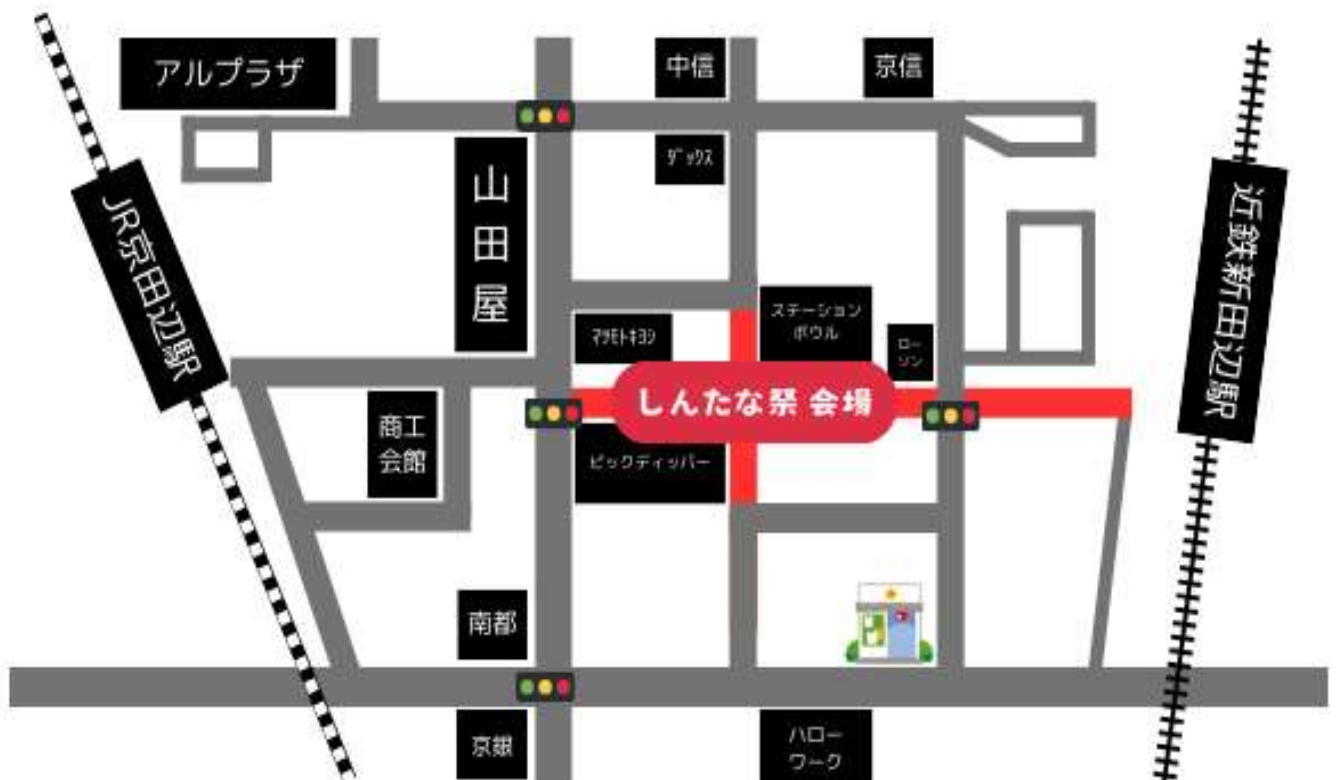 アルプラザ
中信
京信
ダックス
山田屋
JR京田辺駅
近鉄新田辺駅
ステーション
ボウル
マツモトキヨシ
ロー
ソン
しんたな祭 会場
商工
会館
ビックディッパー
南都
京銀
ハロー
ワーク